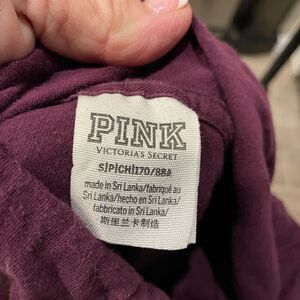 PINK
VICTORIA'S SECRET
S|P|CH|170/88A
made in Sri Lanka/fabriqué au
Sri Lanka/hecho en Sri Lanka/
fabbricato in Sri Lanka/
斯里兰卡制造